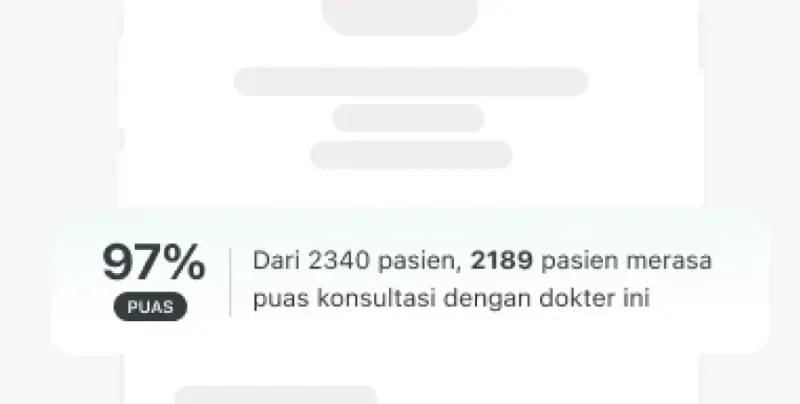 97%
PUAS
Dari 2340 pasien, 2189 pasien merasa
puas konsultasi dengan dokter ini